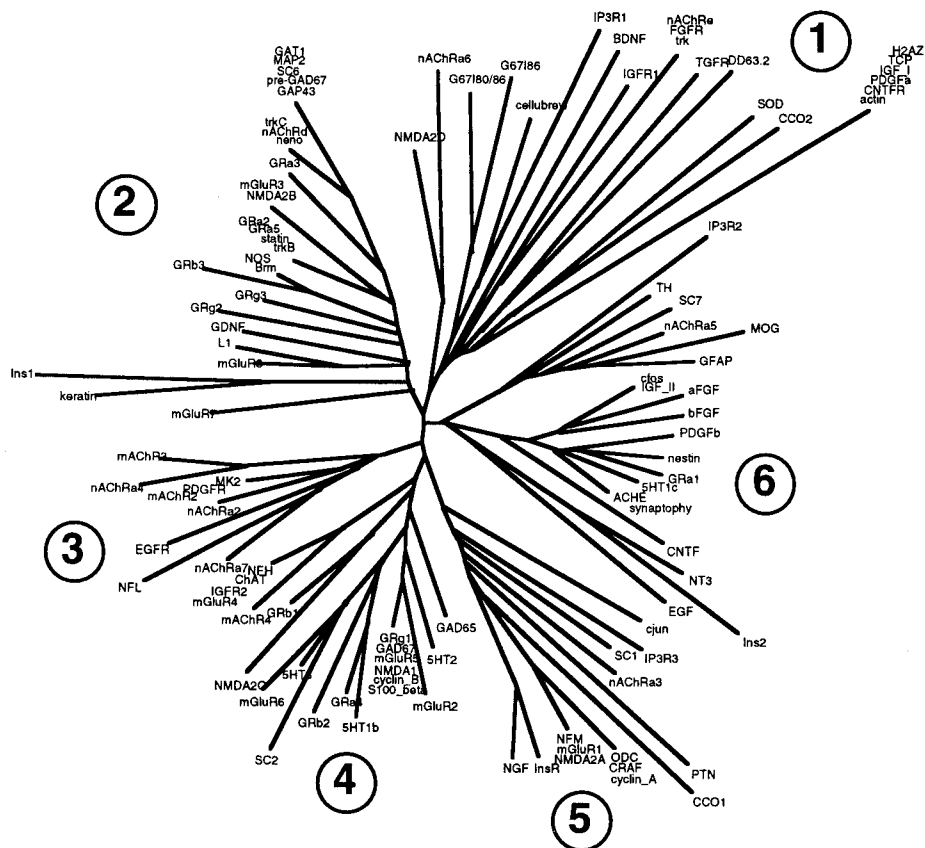 IP3R1
nAChRe
FGFR
trk
1
GAT1
MAP2
SC6
pre-GAD67
GAP43
nAChRa6
BDNF
H2AZ
TCP
IGF_I
PDGFa
CNTFR
actin
G67I80/86
G67I86
IGFR1
TGFR
DD63.2
cellubrev
SOD
CCO2
trkC
nAChRd
neno
NMDA2D
GRa3
2
mGluR3
NMDA2B
GRa2
GRa5
statin
trkB
IP3R2
NOS
Brm
GRb3
GRg3
TH
GRg2
SC7
GDNF
nAChRa5
MOG
L1
mGluR8
GFAP
Ins1
keratin
cfos
IGF_II
aFGF
mGluR7
bFGF
PDGFb
mAChR3
nestin
nAChRa4
MK2
PDGFR
mAChR2
GRa1
5HT1c
ACHE
synaptophy
6
nAChRa2
3
EGFR
CNTF
NFL
nAChRa7
NFH
ChAT
NT3
IGFR2
mGluR4
mAChR4
GRb1
EGF
GAD65
cjun
Ins2
GRg1
GAD67
mGluR5
NMDA1
cyclin_B
S100_beta
5HT2
SC1
IP3R3
NMDA2C
nAChRa3
mGluR6
GRa4
mGluR2
GRb2
5HT1b
SC2
4
NFM
mGluR1
NMDA2A
NGF
InsR
ODC
CRAF
cyclin_A
PTN
CCO1
5